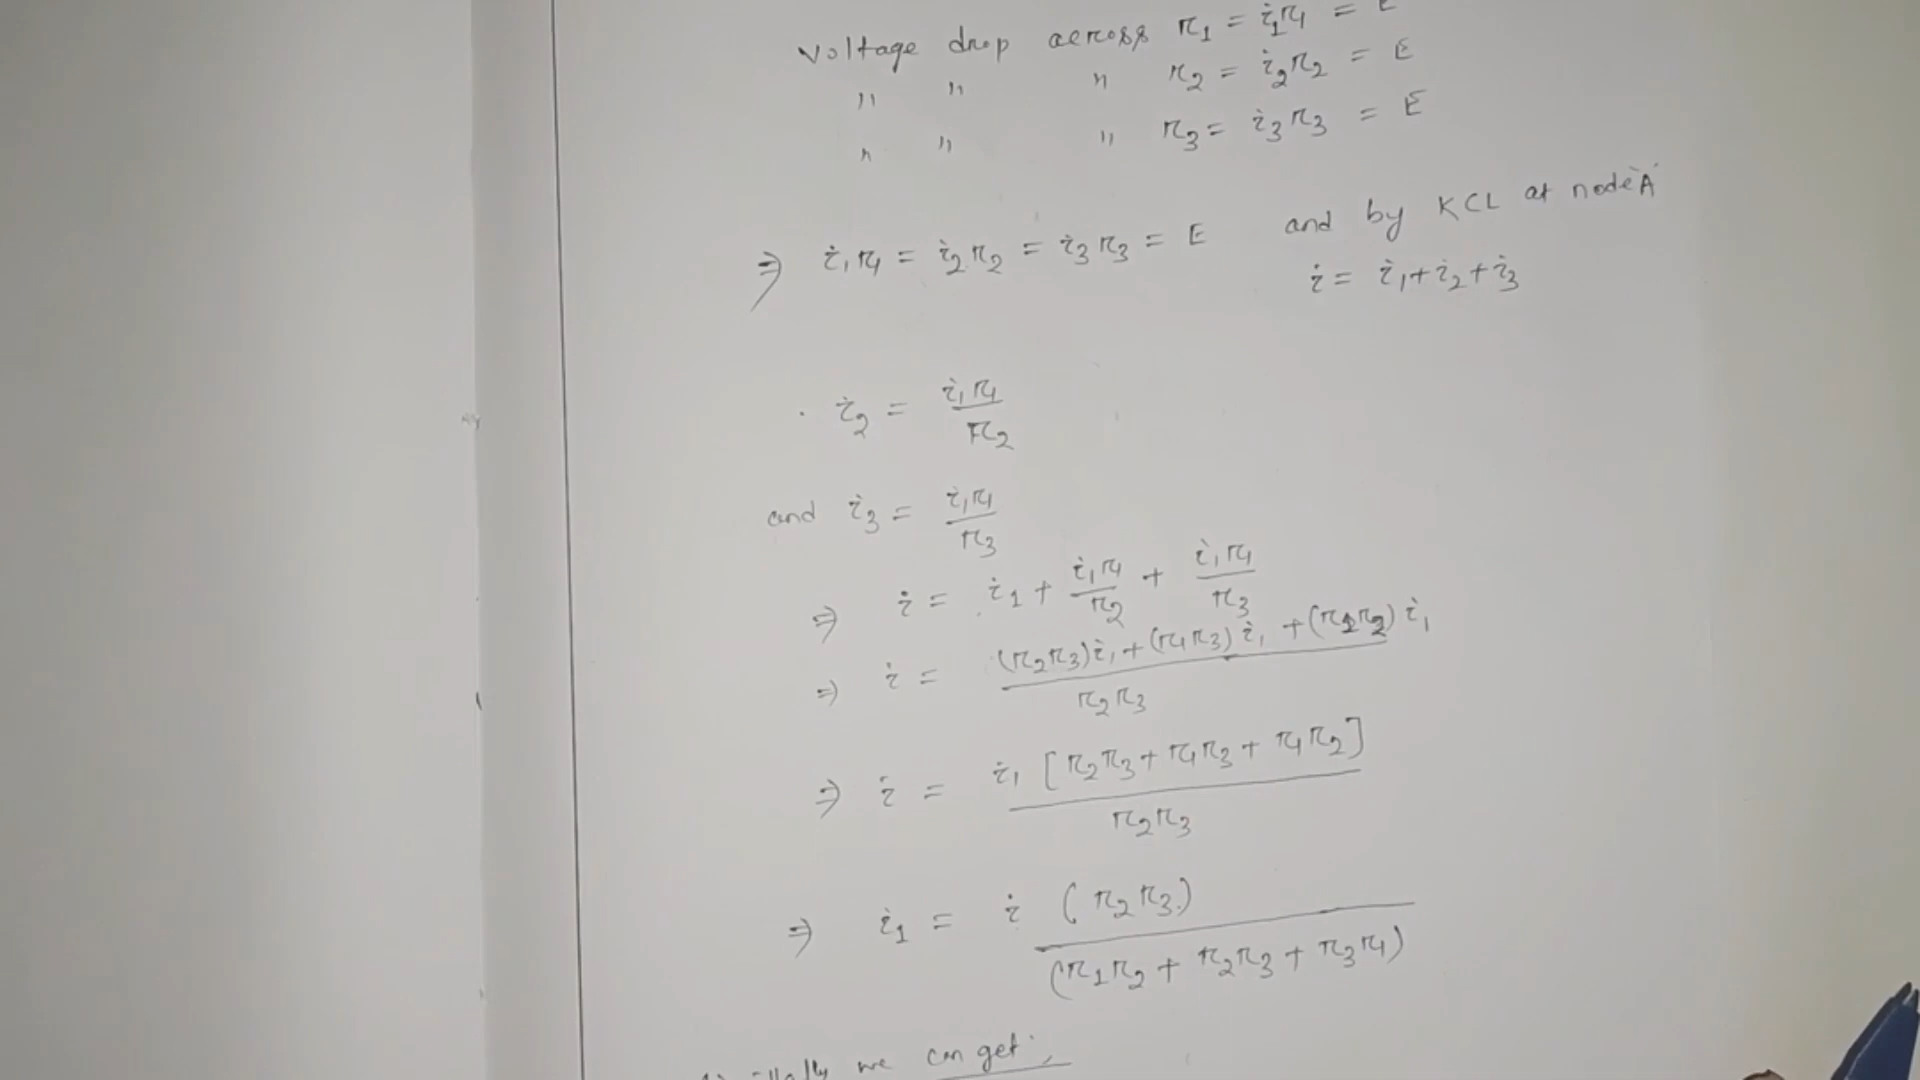 voltage drop across r₁ = i₁r₁ =
" " " r₂ = i₂r₂ = E
" " " r₃ = i₃r₃ = E
⇒ i₁r₁ = i₂r₂ = i₃r₃ = E and by KCL at node 'A'
i = i₁+i₂+i₃
i₂ = i₁r₁/r₂
and i₃ = i₁r₁/r₃
⇒ i = i₁ + i₁r₁/r₂ + i₁r₁/r₃
⇒ i = (r₂r₃)i₁+(r₁r₃)i₁+(r₁r₂)i₁/r₂r₃
⇒ i = i₁[r₂r₃+r₁r₃+r₁r₂]/r₂r₃
⇒ i₁ = i(r₂r₃)/(r₁r₂+r₂r₃+r₃r₁)
we can get,